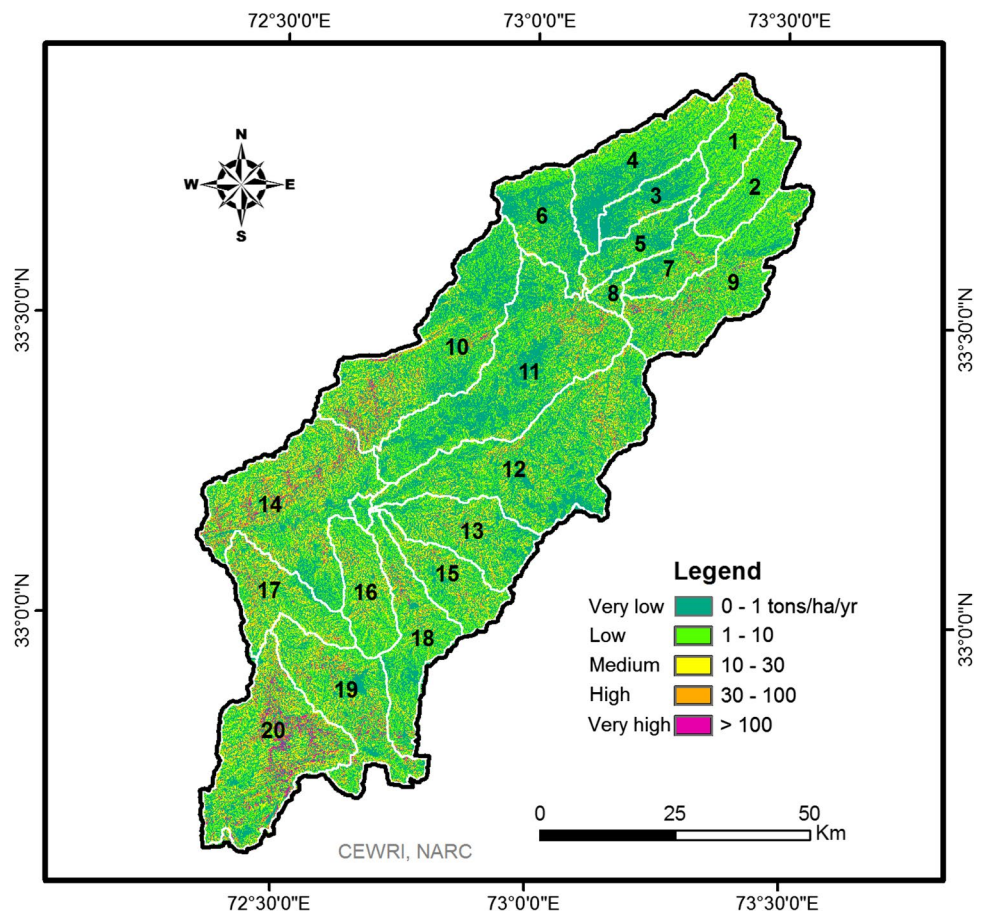 72°30'0"E 73°0'0"E 73°30'0"E
N
W E
S
33°30'0"N
33°0'0"N
33°30'0"N
33°0'0"N
1
4
2
3
6
5
7
8
9
10
11
12
14
13
15
17
16
18
19
20
Legend
Very low 0 - 1 tons/ha/yr
Low 1 - 10
Medium 10 - 30
High 30 - 100
Very high > 100
0 25 50
Km
CEWRI, NARC
72°30'0"E 73°0'0"E 73°30'0"E